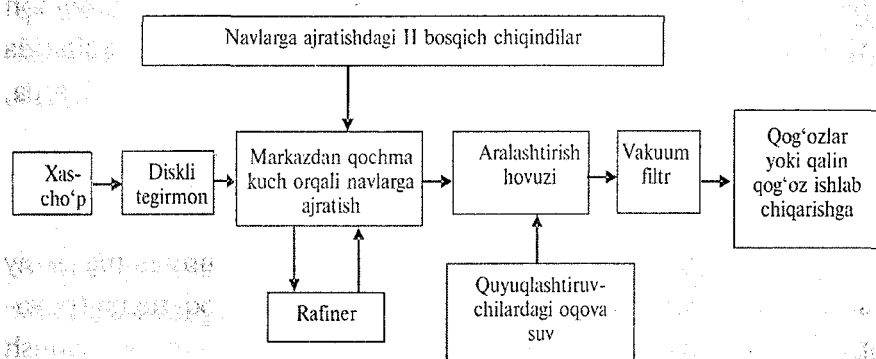 Navlarga ajratishdagi II bosqich chiqindilar
Xas-
cho‘p
Diskli
tegirmon
Markazdan qochma
kuch orqali navlarga
ajratish
Aralashtirish
hovuzi
Vakuum
filtr
Qog‘ozlar
yoki qalin
qog‘oz ishlab
chiqarishga
Rafiner
Quyuqlashtiruv-
chilardagi oqova
suv